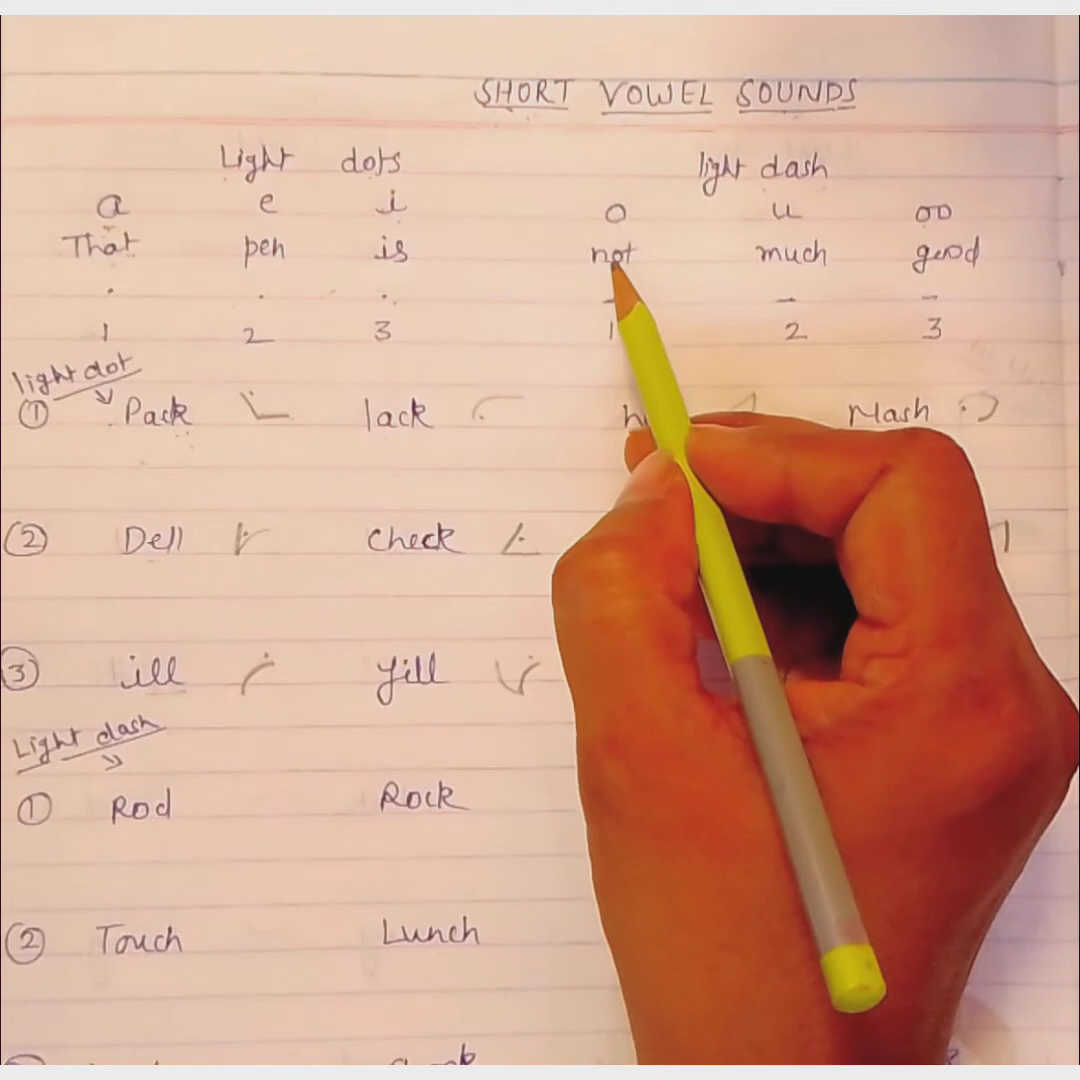 SHORT VOWEL SOUNDS
Light dots light dash
a e i o u oo
That pen is not much good
1 2 3 1 2 3
light dot
① Pack lack Mash
② Dell Check
③ ill Jill
Light dash
① Rod Rock
② Touch Lunch